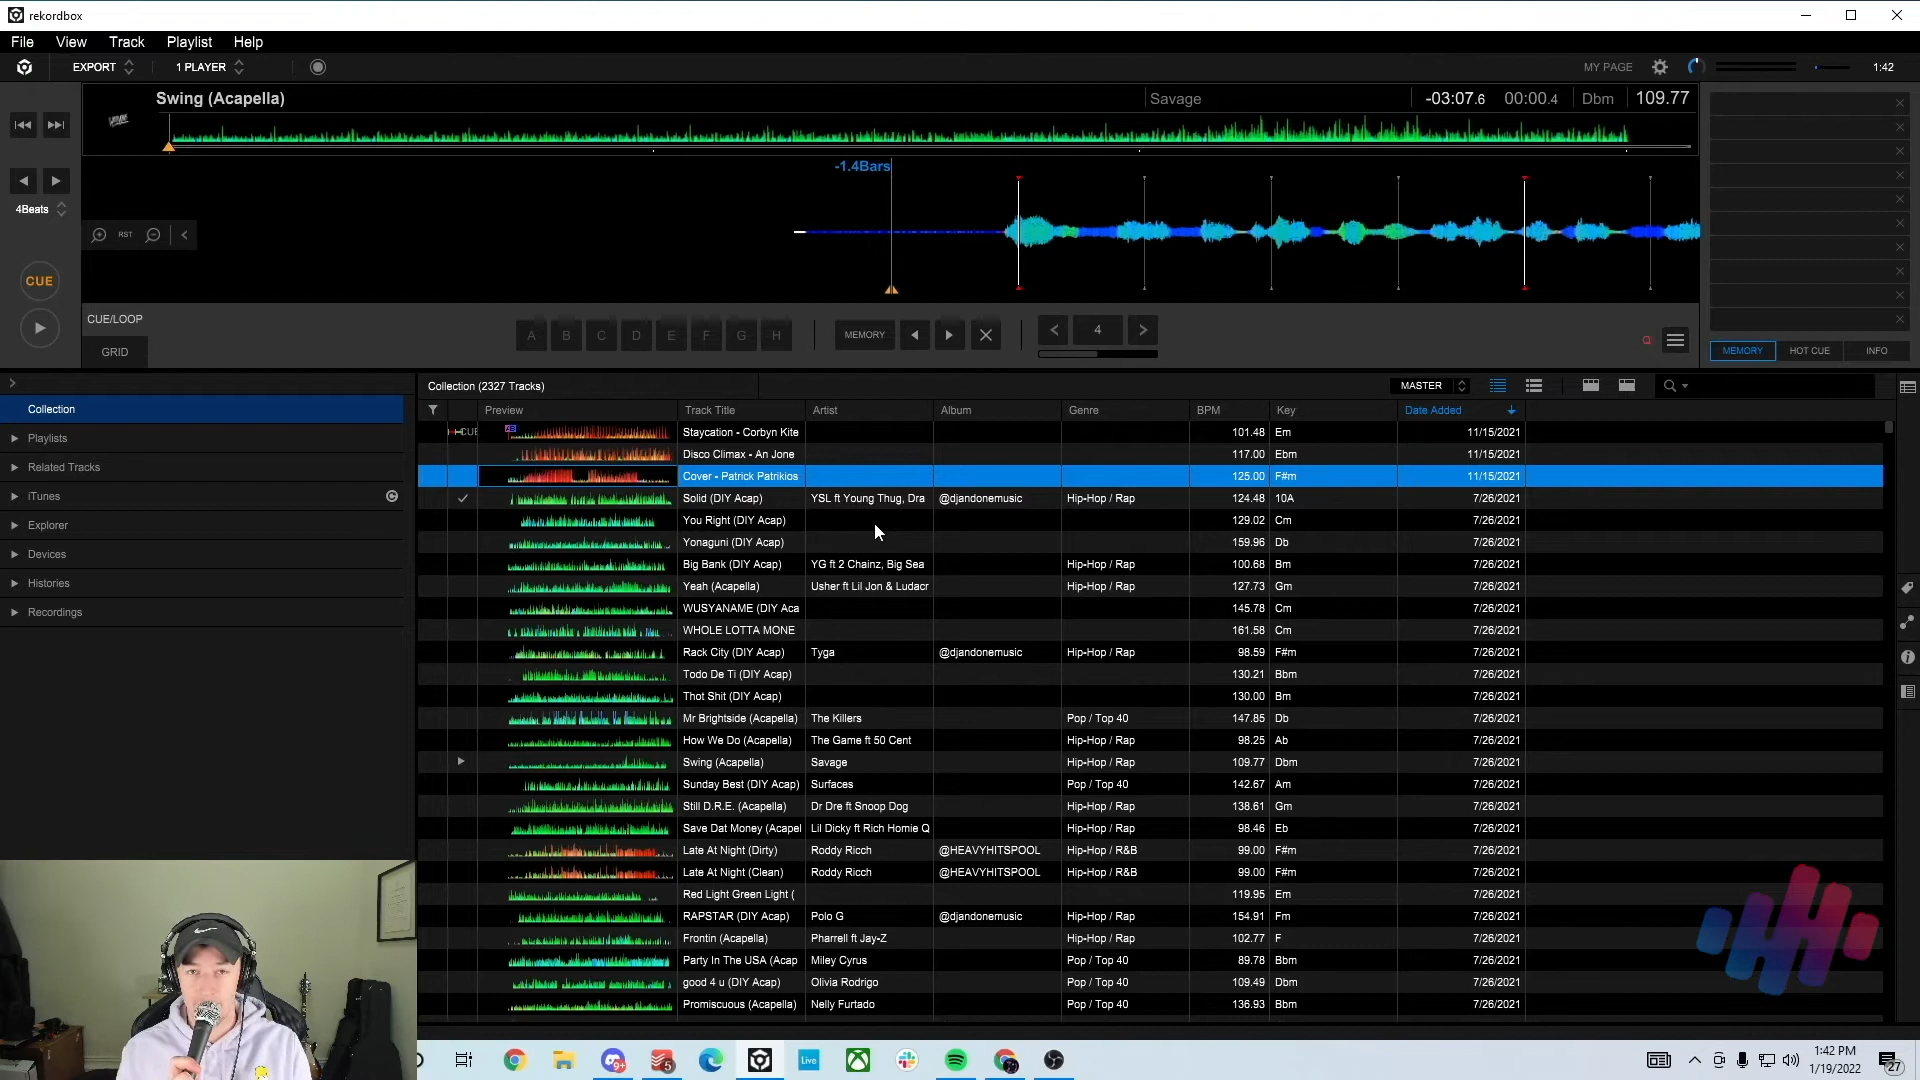 rekordbox
File View Track Playlist Help
EXPORT 1 PLAYER MY PAGE 1:42
Swing (Acapella) Savage -03:07.6 00:00.4 Dbm 109.77
-1.4Bars
4Beats
RST
CUE
CUE/LOOP
GRID
A B C D E F G H MEMORY 4
MEMORY HOT CUE INFO
Collection (2327 Tracks) MASTER
Collection
Playlists
Related Tracks
iTunes
Explorer
Devices
Histories
Recordings
Preview Track Title Artist Album Genre BPM Key Date Added
CUE Staycation - Corbyn Kite 101.48 Em 11/15/2021
Disco Climax - An Jone 117.00 Ebm 11/15/2021
Cover - Patrick Patrikios 125.00 F#m 11/15/2021
Solid (DIY Acap) YSL ft Young Thug, Dra @djandonemusic Hip-Hop / Rap 124.48 10A 7/26/2021
You Right (DIY Acap) 129.02 Cm 7/26/2021
Yonaguni (DIY Acap) 159.96 Db 7/26/2021
Big Bank (DIY Acap) YG ft 2 Chainz, Big Sea Hip-Hop / Rap 100.68 Bm 7/26/2021
Yeah (Acapella) Usher ft Lil Jon & Ludacr Hip-Hop / Rap 127.73 Gm 7/26/2021
WUSYANAME (DIY Aca 145.78 Cm 7/26/2021
WHOLE LOTTA MONE 161.58 Cm 7/26/2021
Rack City (DIY Acap) Tyga @djandonemusic Hip-Hop / Rap 98.59 F#m 7/26/2021
Todo De Ti (DIY Acap) 130.21 Bbm 7/26/2021
Thot Shit (DIY Acap) 130.00 Bm 7/26/2021
Mr Brightside (Acapella) The Killers Pop / Top 40 147.85 Db 7/26/2021
How We Do (Acapella) The Game ft 50 Cent Hip-Hop / Rap 98.25 Ab 7/26/2021
Swing (Acapella) Savage Hip-Hop / Rap 109.77 Dbm 7/26/2021
Sunday Best (DIY Acap) Surfaces Pop / Top 40 142.67 Am 7/26/2021
Still D.R.E. (Acapella) Dr Dre ft Snoop Dog Hip-Hop / Rap 138.61 Gm 7/26/2021
Save Dat Money (Acapel Lil Dicky ft Rich Homie Q Hip-Hop / Rap 98.46 Eb 7/26/2021
Late At Night (Dirty) Roddy Ricch @HEAVYHITSPOOL Hip-Hop / R&B 99.00 F#m 7/26/2021
Late At Night (Clean) Roddy Ricch @HEAVYHITSPOOL Hip-Hop / R&B 99.00 F#m 7/26/2021
Red Light Green Light ( 119.95 Em 7/26/2021
RAPSTAR (DIY Acap) Polo G @djandonemusic Hip-Hop / Rap 154.91 Fm 7/26/2021
Frontin (Acapella) Pharrell ft Jay-Z Hip-Hop / Rap 102.77 F 7/26/2021
Party In The USA (Acap Miley Cyrus Pop / Top 40 89.78 Bbm 7/26/2021
good 4 u (DIY Acap) Olivia Rodrigo Pop / Top 40 109.49 Dbm 7/26/2021
Promiscuous (Acapella) Nelly Furtado Pop / Top 40 136.93 Bbm 7/26/2021
9+ 5 Live
1:42 PM
1/19/2022
27